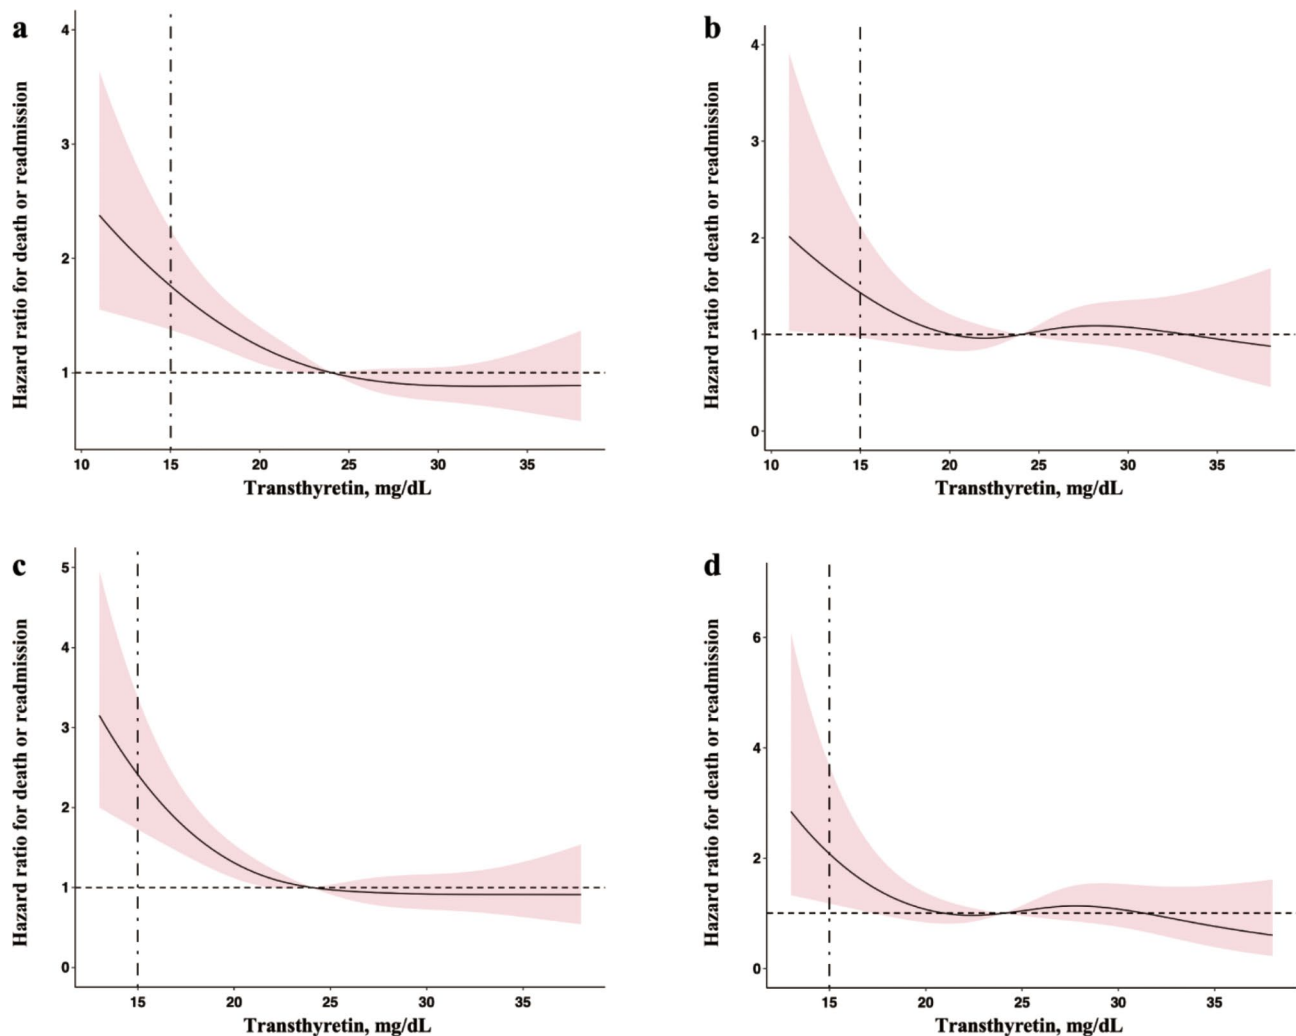 a
Hazard ratio for death or readmission
4
3
2
1
10 15 20 25 30 35
Transthyretin, mg/dL
b
Hazard ratio for death or readmission
4
3
2
1
0
10 15 20 25 30 35
Transthyretin, mg/dL
c
Hazard ratio for death or readmission
5
4
3
2
1
0
15 20 25 30 35
Transthyretin, mg/dL
d
Hazard ratio for death or readmission
6
4
2
0
15 20 25 30 35
Transthyretin, mg/dL